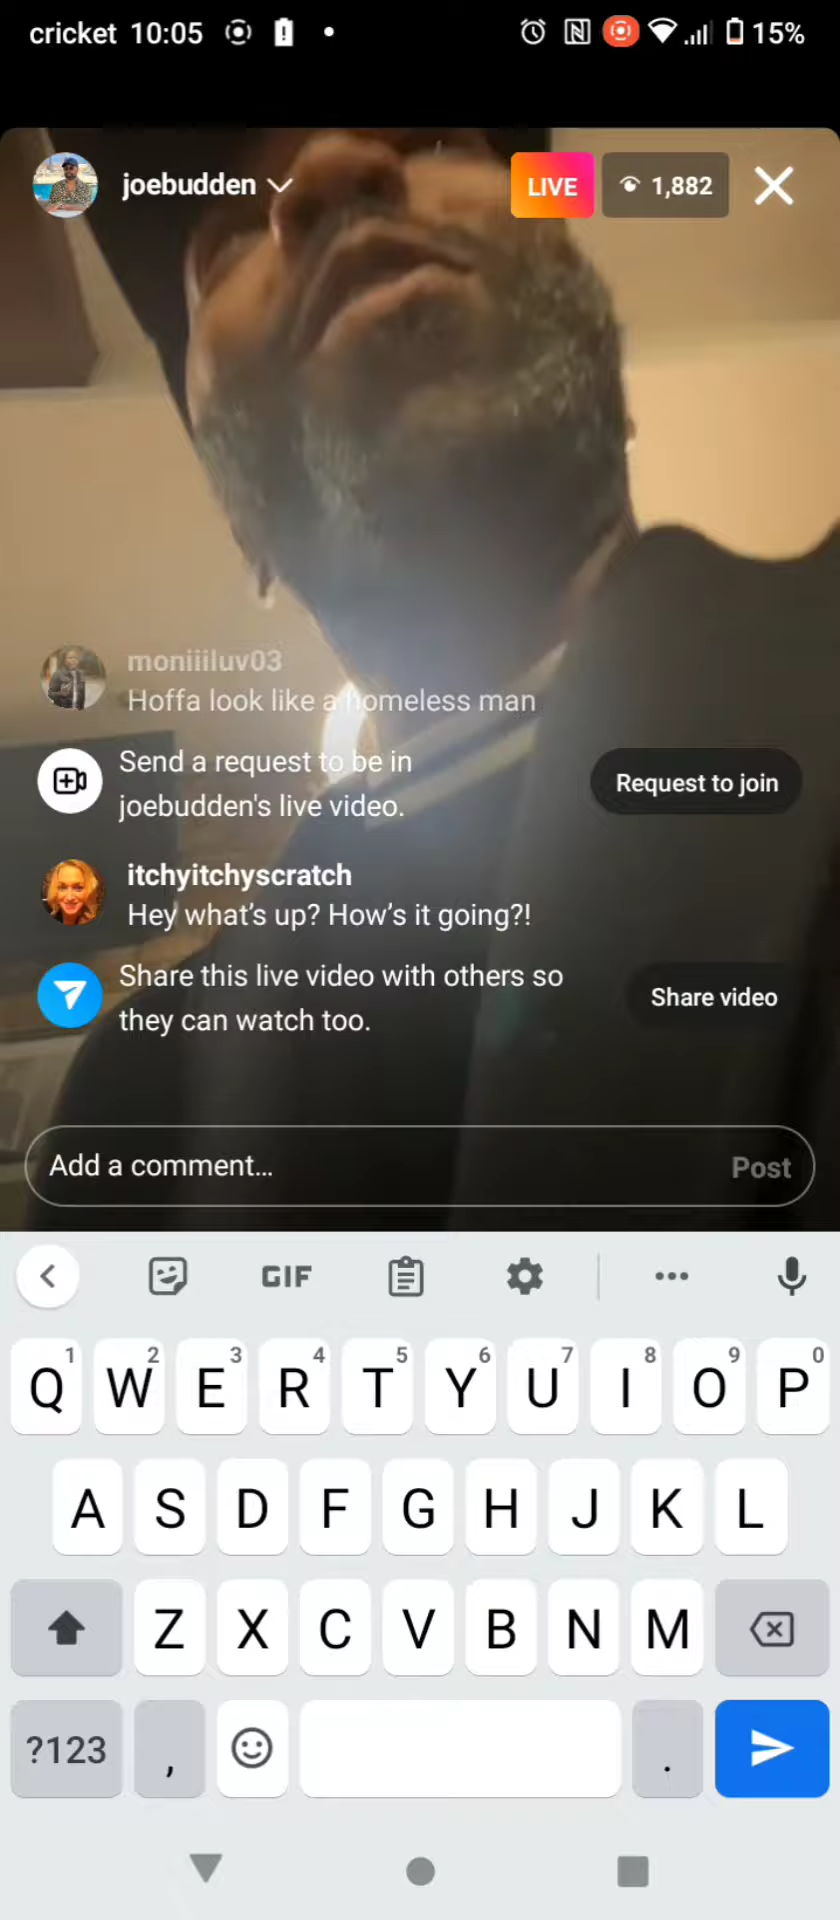 cricket 10:05
15%
joebudden
LIVE
1,882
moniiiluv03
Hoffa look like a homeless man
Send a request to be in
joebudden's live video.
Request to join
itchyitchyscratch
Hey what's up? How's it going?!
Share this live video with others so
they can watch too.
Share video
Add a comment...
Post
GIF
1 2 3 4 5 6 7 8 9 0
Q W E R T Y U I O P
A S D F G H J K L
Z X C V B N M
?123 , .